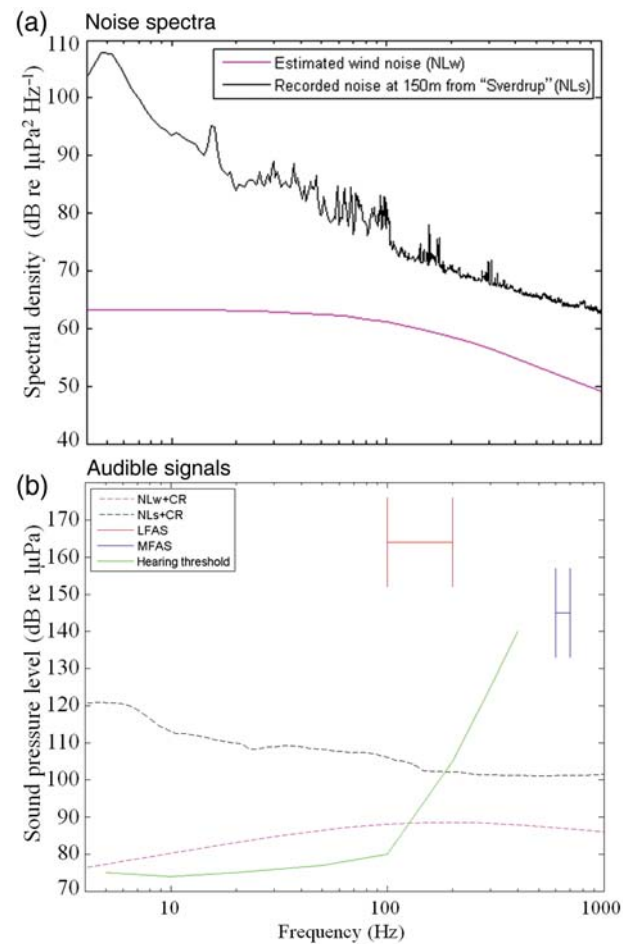 (a) Noise spectra
110
100
90
80
70
60
50
40
Spectral density (dB re 1μPa² Hz⁻¹)
Estimated wind noise (NLw)
Recorded noise at 150m from "Sverdrup" (NLs)
(b) Audible signals
170
160
150
140
130
120
110
100
90
80
70
Sound pressure level (dB re 1μPa)
NLw+CR
NLs+CR
LFAS
MFAS
Hearing threshold
10 100 1000
Frequency (Hz)